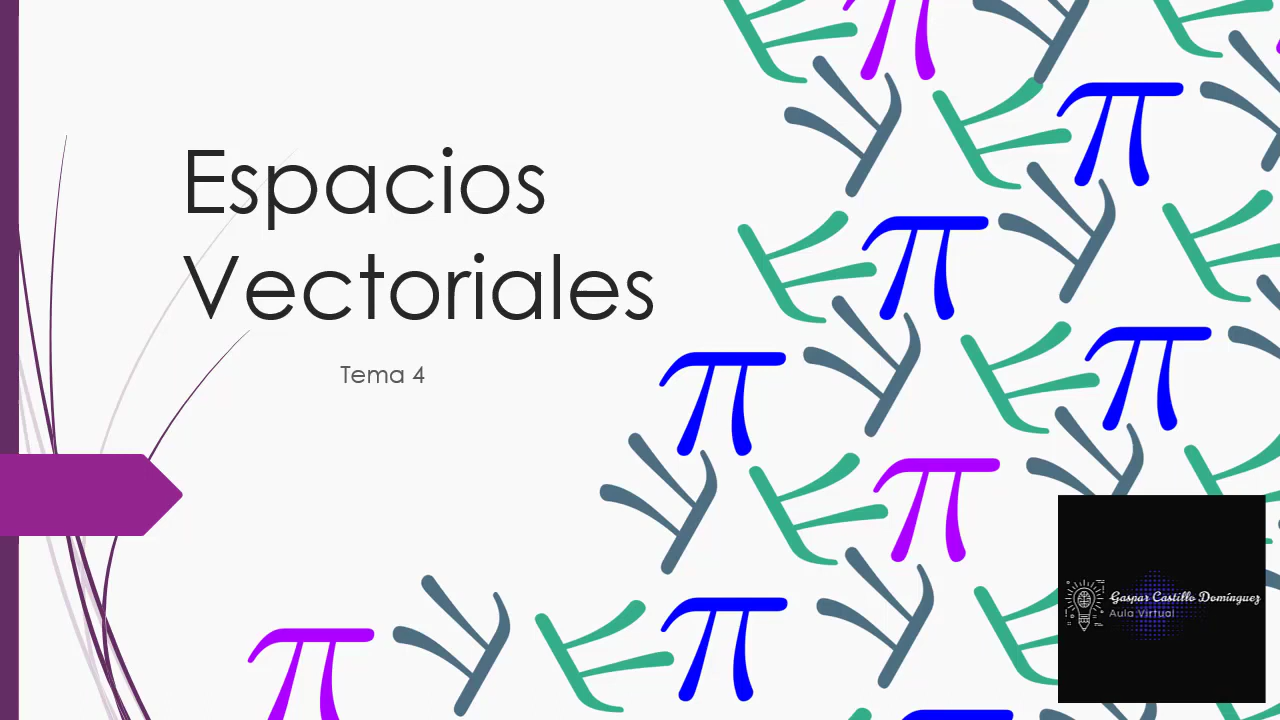 Espacios
Vectoriales
Tema 4
Gaspar Castillo Domínguez
Aula Virtual